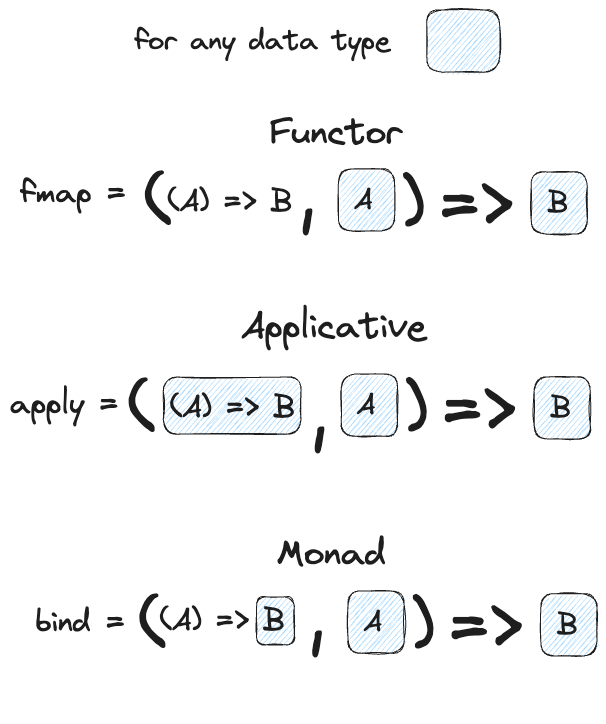 for any data type
Functor
fmap = ((A) => B, A) => B
Applicative
apply = ((A) => B, A) => B
Monad
bind = ((A) => B, A) => B